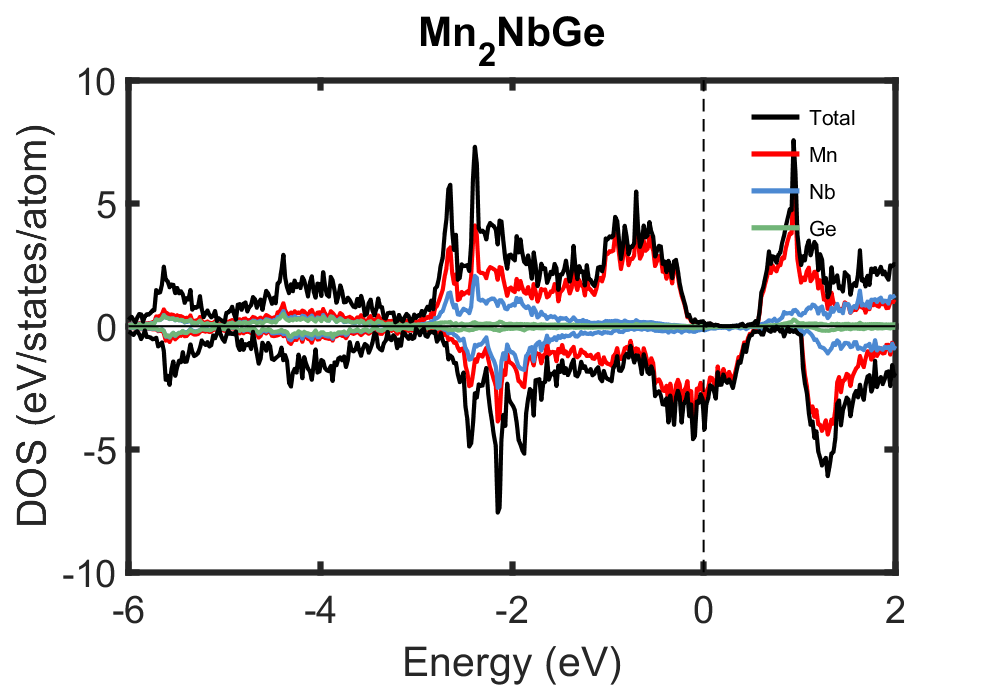 Mn2NbGe
10
5
0
-5
-10
DOS (eV/states/atom)
Total
Mn
Nb
Ge
-6 -4 -2 0 2
Energy (eV)